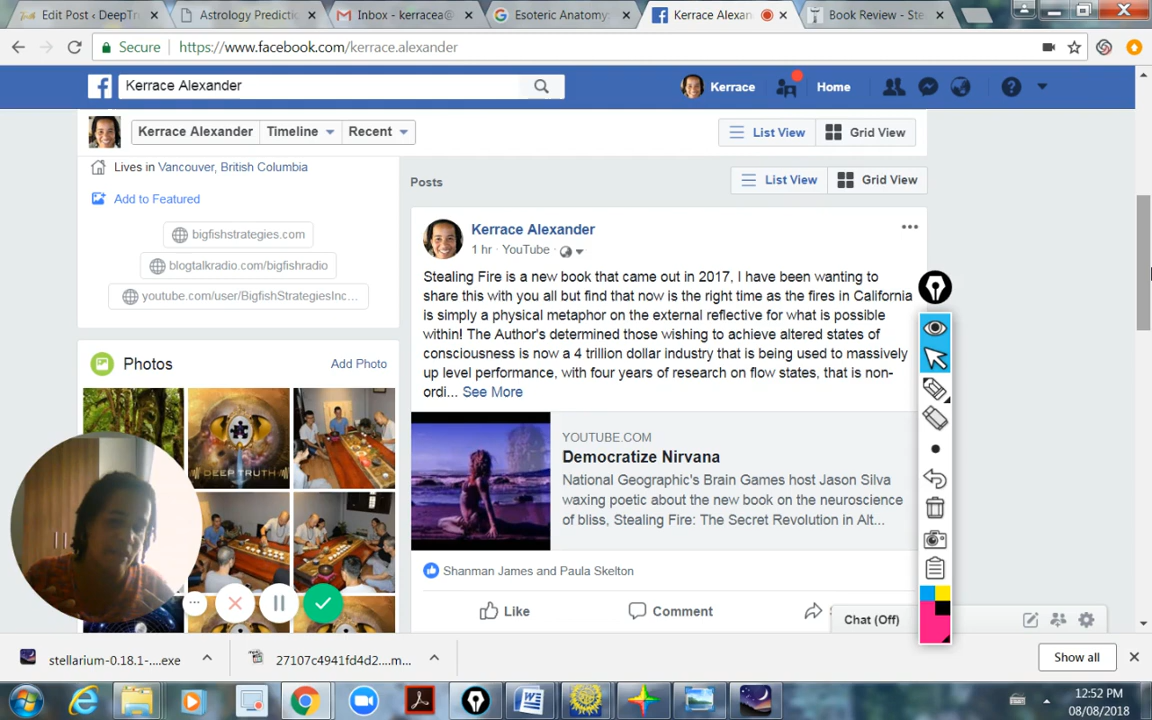 Edit Post ‹ DeepTru
Astrology Predictio
Inbox - kerracea@
Esoteric Anatomy:
Kerrace Alexan
Book Review - Ste
Secure
https://www.facebook.com/kerrace.alexander
Kerrace Alexander
Kerrace
Home
Kerrace Alexander
Timeline
Recent
List View
Grid View
Lives in Vancouver, British Columbia
Add to Featured
bigfishstrategies.com
blogtalkradio.com/bigfishradio
youtube.com/user/BigfishStrategiesInc...
Photos
Add Photo
DEEP TRUTH
Posts
List View
Grid View
Kerrace Alexander
1 hr · YouTube ·
Stealing Fire is a new book that came out in 2017, I have been wanting to
share this with you all but find that now is the right time as the fires in California
is simply a physical metaphor on the external reflective for what is possible
within! The Author's determined those wishing to achieve altered states of
consciousness is now a 4 trillion dollar industry that is being used to massively
up level performance, with four years of research on flow states, that is non-
ordi... See More
YOUTUBE.COM
Democratize Nirvana
National Geographic's Brain Games host Jason Silva
waxing poetic about the new book on the neuroscience
of bliss, Stealing Fire: The Secret Revolution in Alt...
Shanman James and Paula Skelton
Like
Comment
Chat (Off)
stellarium-0.18.1-....exe
27107c4941fd4d2....m...
Show all
12:52 PM
08/08/2018